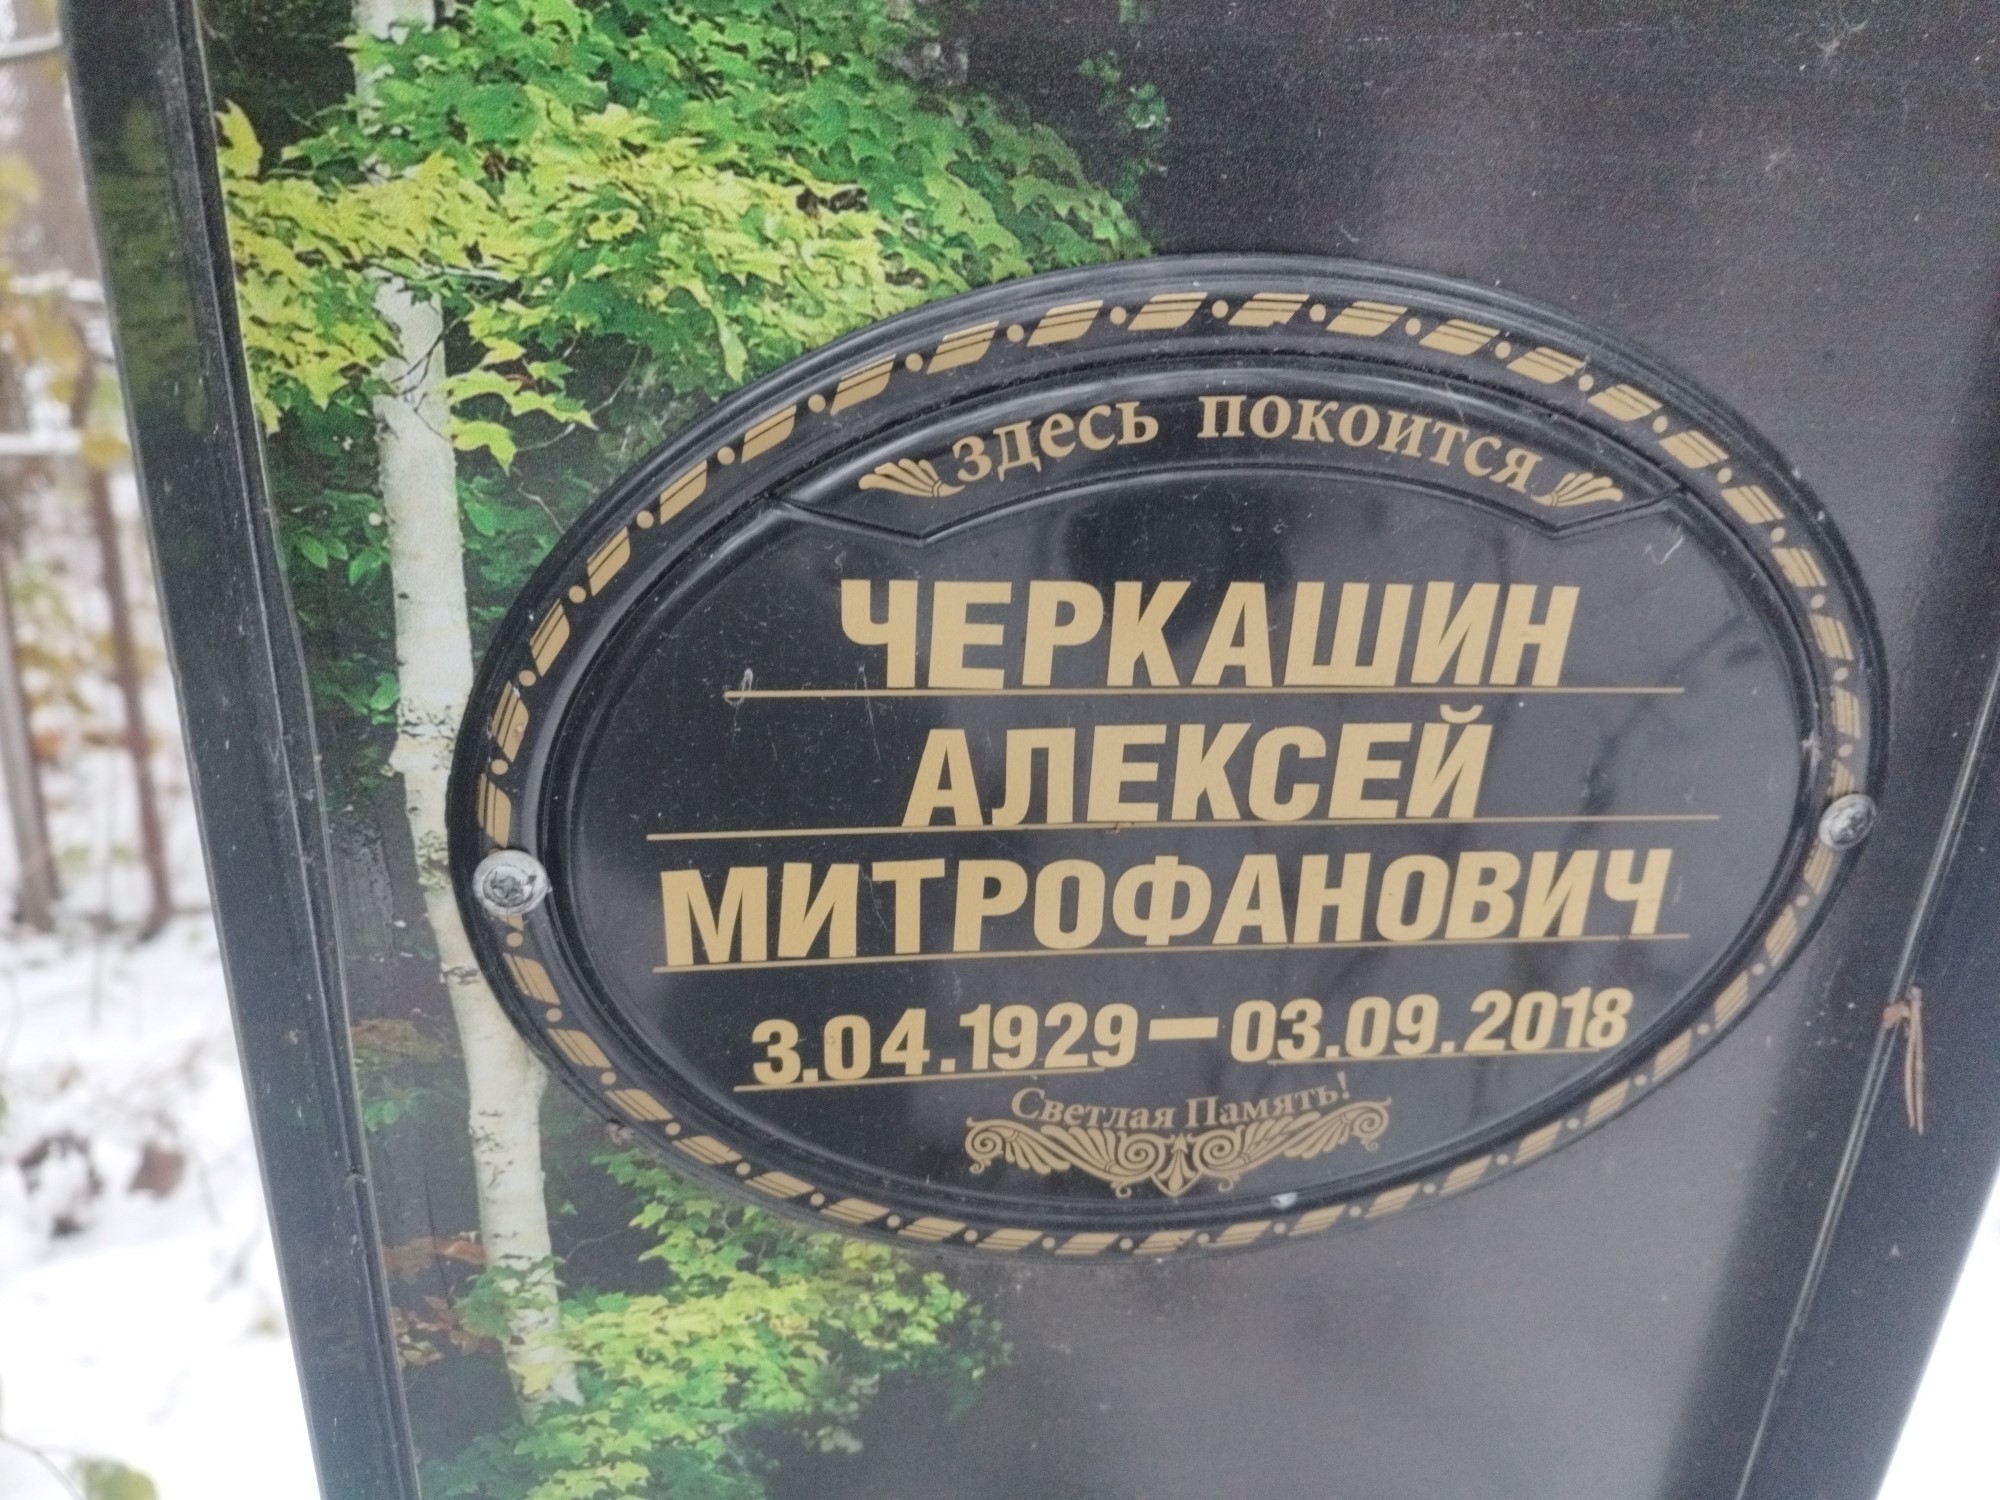 здесь покоится
ЧЕРКАШИН
АЛЕКСЕЙ
МИТРОФАНОВИЧ
3.04.1929—03.09.2018
Светлая Память!